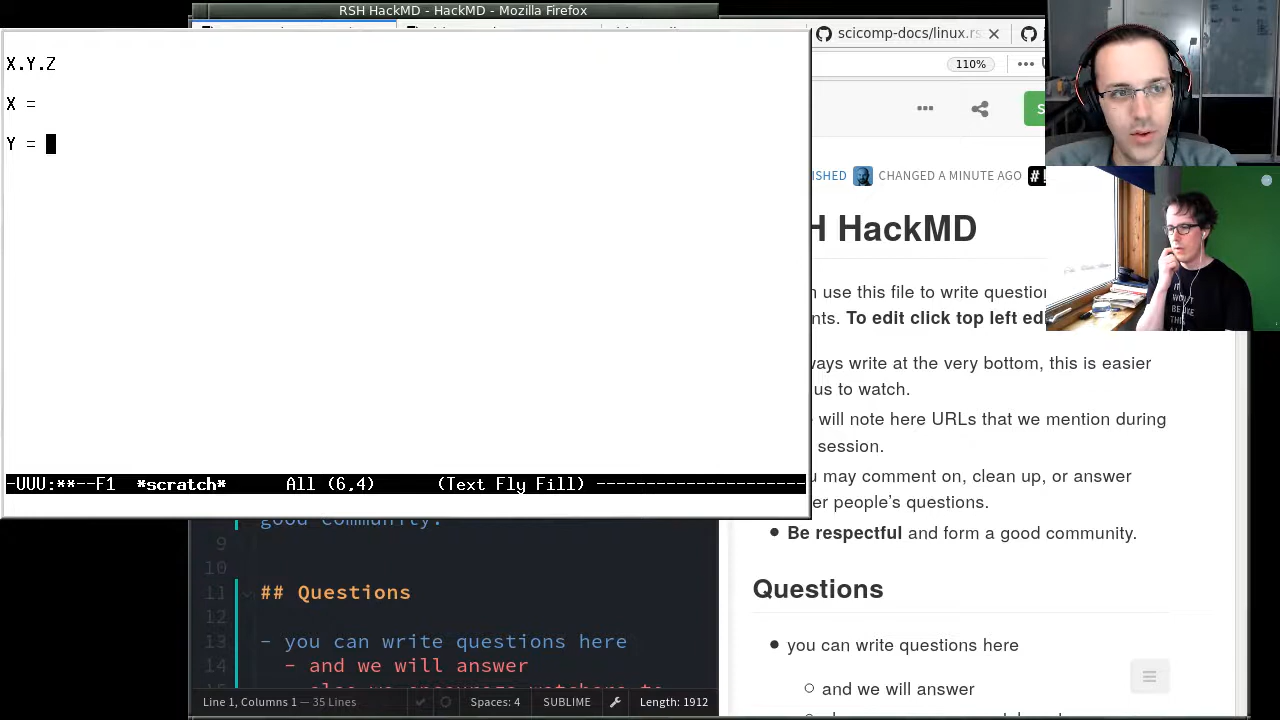 RSH HackMD - HackMD - Mozilla Firefox
scicomp-docs/linux.rs
X.Y.Z
110%
X =
Y =
ISHED CHANGED A MINUTE AGO
H HackMD
use this file to write question
nts. To edit click top left ed
ways write at the very bottom, this is easier
us to watch.
will note here URLs that we mention during
session.
u may comment on, clean up, or answer
er people's questions.
Be respectful and form a good community.
-UUU:**--F1 *scratch* All (6,4) (Text Fly Fill) ---------------------
good community.
9
10
11 ## Questions
12
13 - you can write questions here
14 - and we will answer
Questions
you can write questions here
and we will answer
Line 1, Columns 1 — 35 Lines
Spaces: 4
SUBLIME
Length: 1912